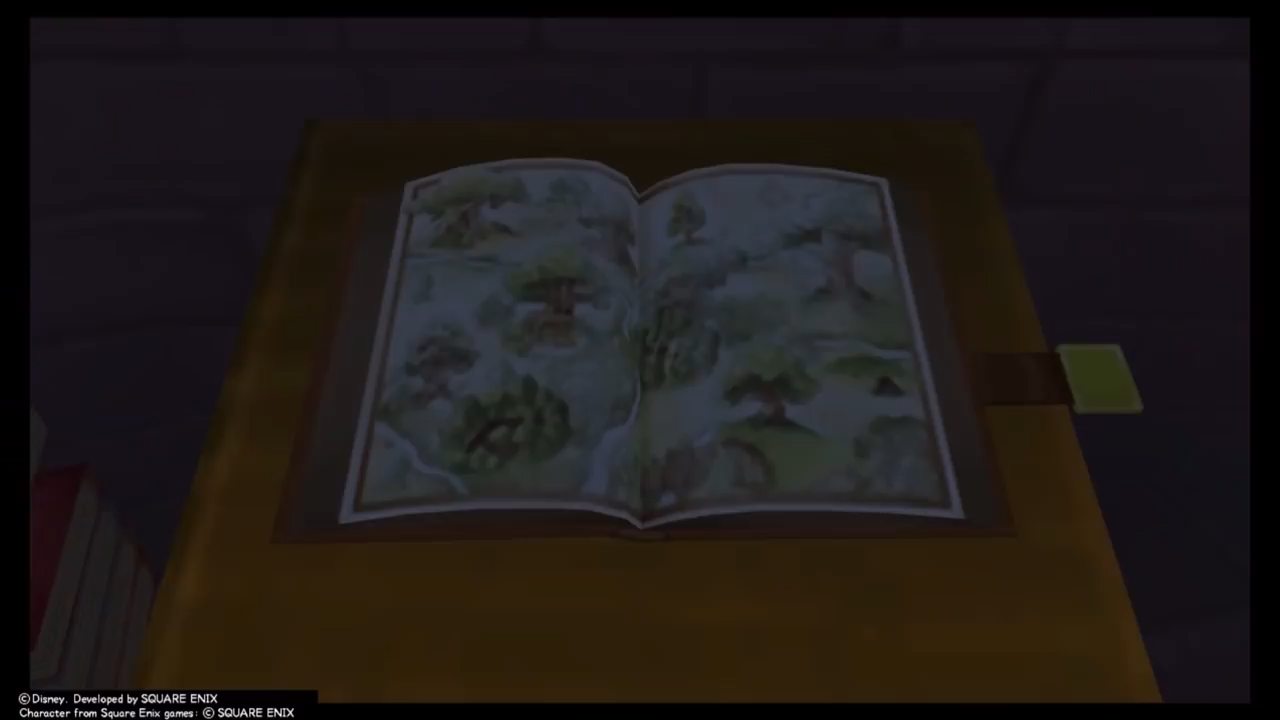 ©Disney. Developed by SQUARE ENIX
Character from Square Enix games: © SQUARE ENIX